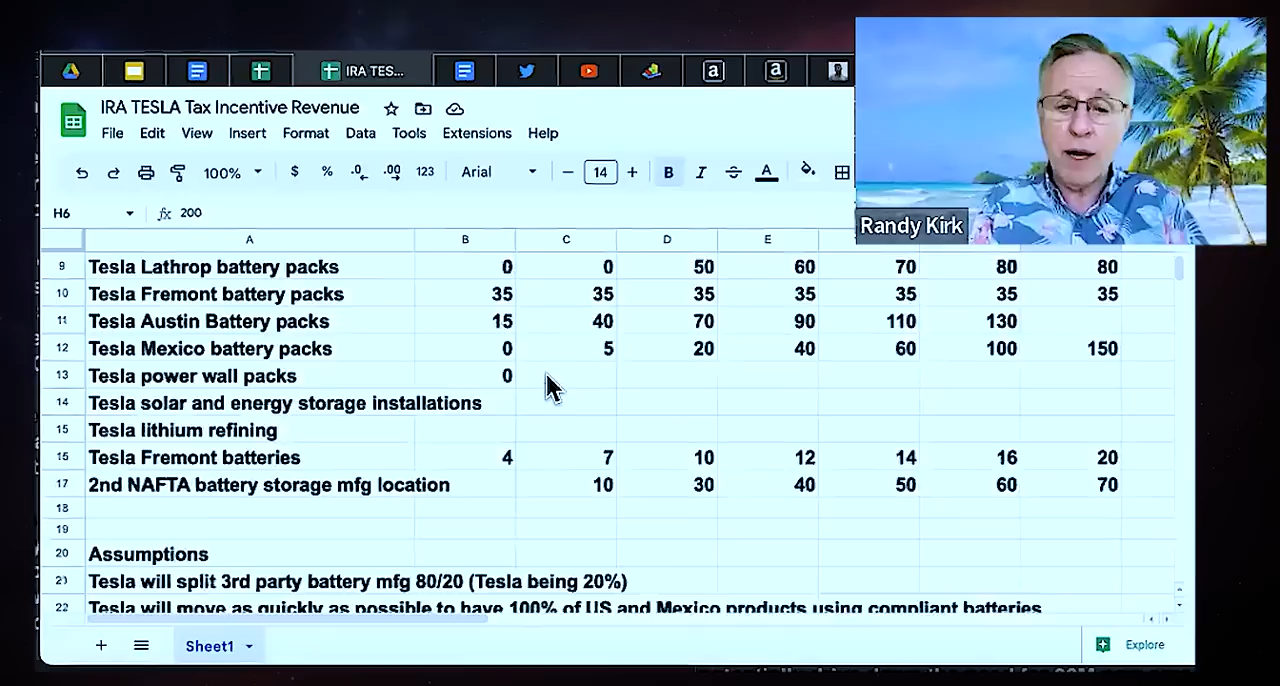 IRA TES...
a
a
IRA TESLA Tax Incentive Revenue
File Edit View Insert Format Data Tools Extensions Help
100% $ % .0 .00 123 Arial 14 B I S A
H6 fx 200
Randy Kirk
A B C D E
9 Tesla Lathrop battery packs 0 0 50 60 70 80 80
10 Tesla Fremont battery packs 35 35 35 35 35 35 35
11 Tesla Austin Battery packs 15 40 70 90 110 130
12 Tesla Mexico battery packs 0 5 20 40 60 100 150
13 Tesla power wall packs 0
14 Tesla solar and energy storage installations
15 Tesla lithium refining
Tesla Fremont batteries 4 7 10 12 14 16 20
17 2nd NAFTA battery storage mfg location 10 30 40 50 60 70
18
19
20 Assumptions
21 Tesla will split 3rd party battery mfg 80/20 (Tesla being 20%)
22 Tesla will move as quickly as possible to have 100% of US and Mexico products using compliant batteries
Sheet1 Explore